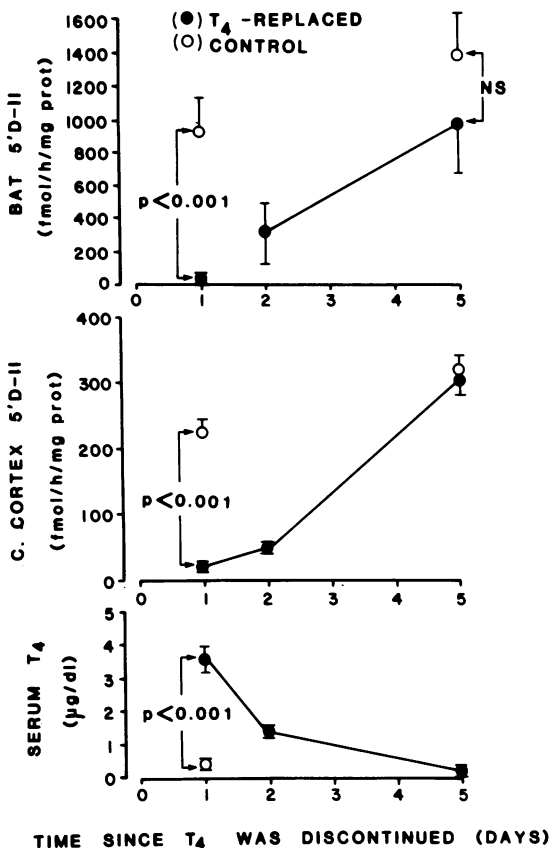 (●) T4 -REPLACED
(○) CONTROL
BAT 5'D-II
(fmol/h/mg prot)
1600
1400
1200
1000
800
600
400
200
0
p<0.001
NS
0 1 2 3 4 5
C. CORTEX 5'D-II
(fmol/h/mg prot)
400
300
200
100
0
p<0.001
0 1 2 3 4 5
SERUM T4
(µg/dl)
5
4
3
2
1
0
p<0.001
0 1 2 3 4 5
TIME SINCE T4 WAS DISCONTINUED (DAYS)